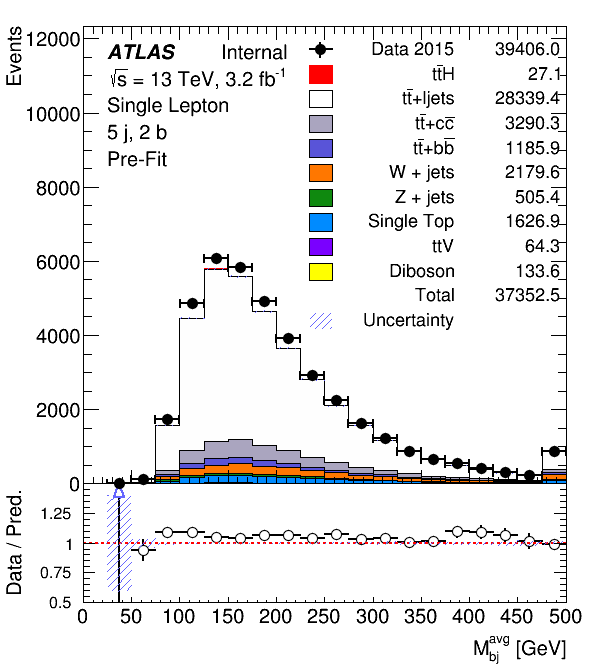 Events
12000
10000
8000
6000
4000
2000
0
ATLAS Internal
√s = 13 TeV, 3.2 fb⁻¹
Single Lepton
5 j, 2 b
Pre-Fit
Data 2015 39406.0
tt̄H 27.1
tt̄+ljets 28339.4
tt̄+cc̄ 3290.3
tt̄+bb̄ 1185.9
W + jets 2179.6
Z + jets 505.4
Single Top 1626.9
ttV 64.3
Diboson 133.6
Total 37352.5
Uncertainty
Data / Pred.
1.25
1
0.75
0.5
0 50 100 150 200 250 300 350 400 450 500
M_bj^avg [GeV]